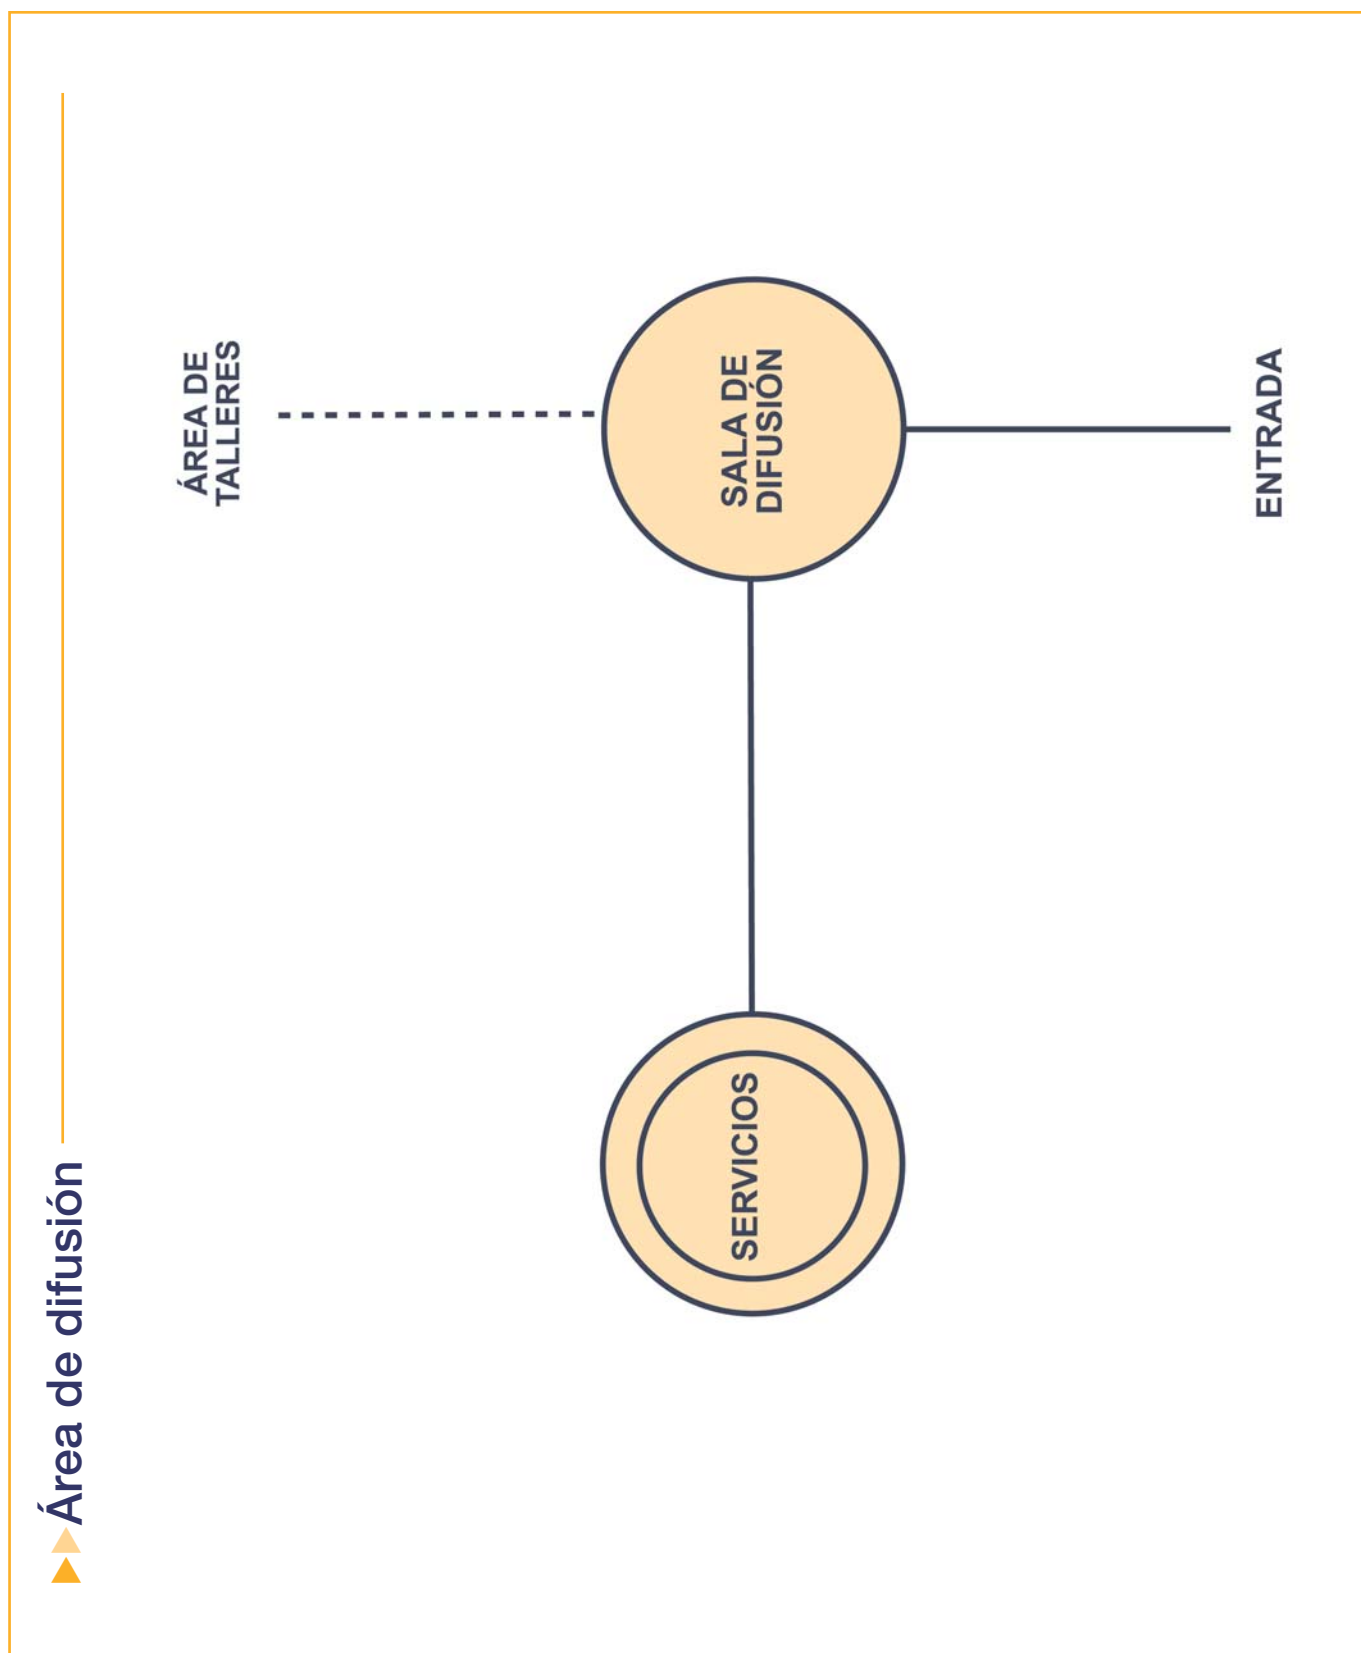 Área de difusión
ÁREA DE
TALLERES
SERVICIOS
SALA DE
DIFUSIÓN
ENTRADA